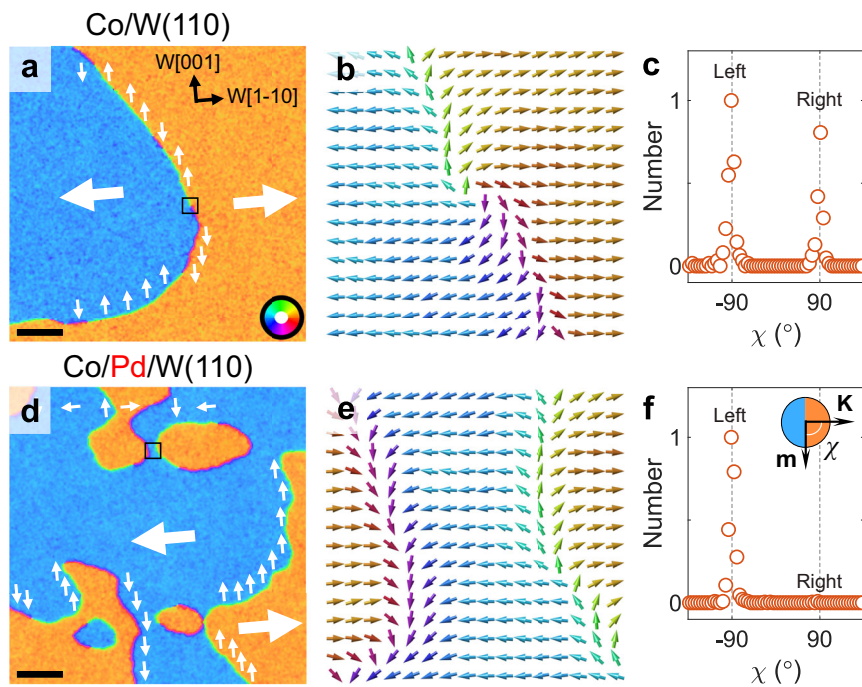 Co/W(110)
a
W[001]
W[1-10]
b
c
Left
Right
1
Number
0
-90
90
χ (°)
Co/Pd/W(110)
d
e
f
Left
K
m
χ
1
Number
Right
0
-90
90
χ (°)